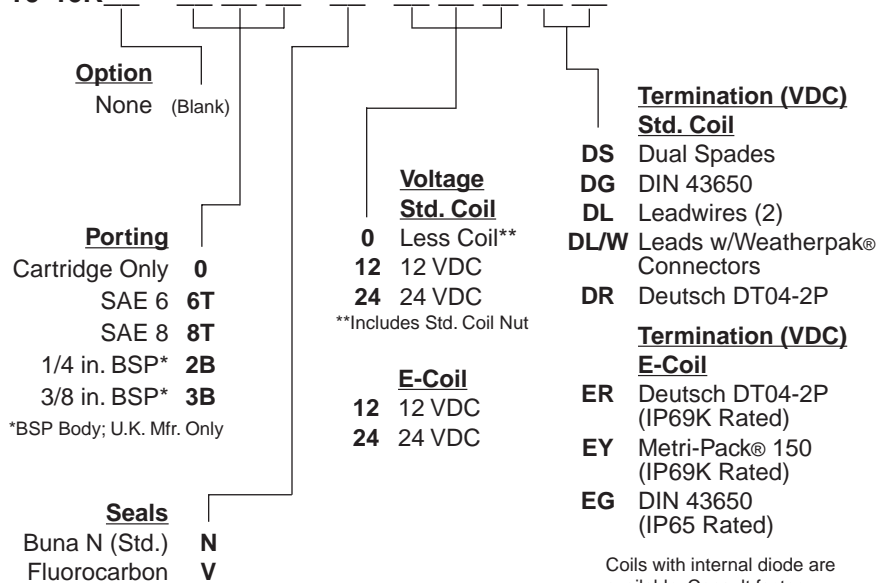 Option
None (Blank)
Porting
Cartridge Only 0
SAE 6 6T
SAE 8 8T
1/4 in. BSP* 2B
3/8 in. BSP* 3B
*BSP Body; U.K. Mfr. Only
Seals
Buna N (Std.) N
Fluorocarbon V
Voltage
Std. Coil
0 Less Coil**
12 12 VDC
24 24 VDC
**Includes Std. Coil Nut
E-Coil
12 12 VDC
24 24 VDC
Termination (VDC)
Std. Coil
DS Dual Spades
DG DIN 43650
DL Leadwires (2)
DL/W Leads w/Weatherpak®
Connectors
DR Deutsch DT04-2P
Termination (VDC)
E-Coil
ER Deutsch DT04-2P
(IP69K Rated)
EY Metri-Pack® 150
(IP69K Rated)
EG DIN 43650
(IP65 Rated)
Coils with internal diode are